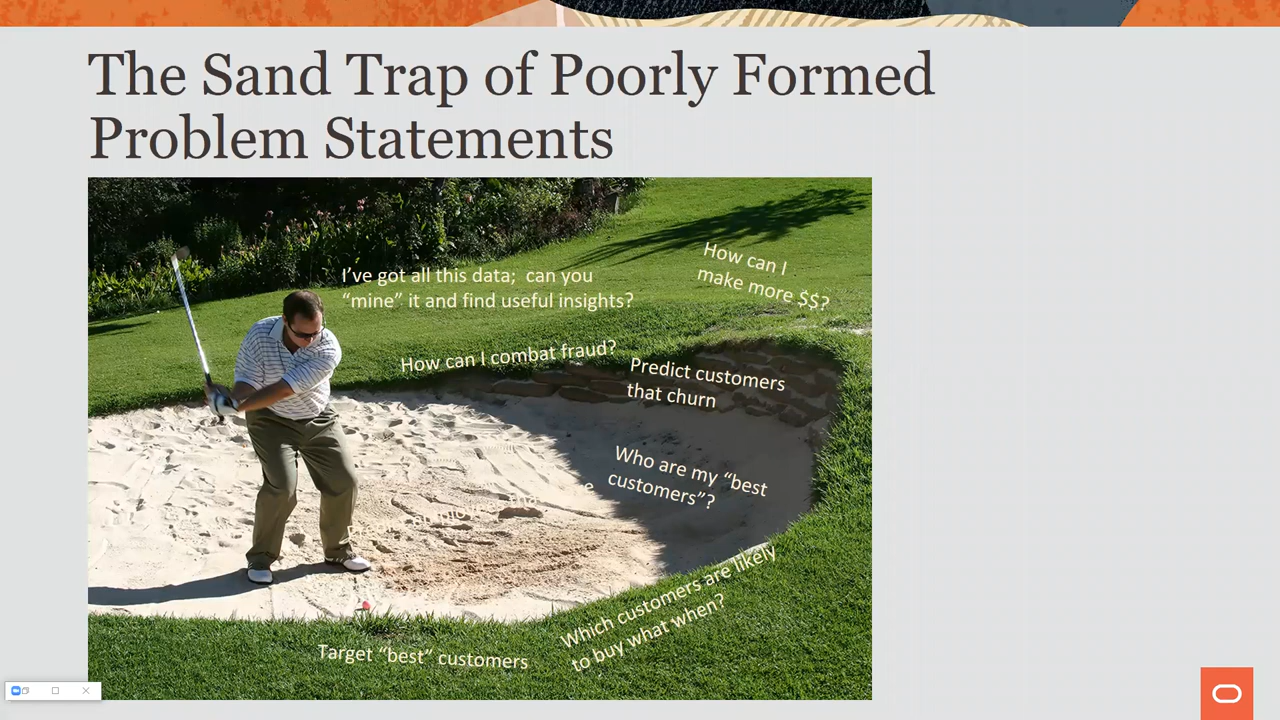 The Sand Trap of Poorly Formed
Problem Statements
How can I
make more $$?
I've got all this data;  can you
“mine” it and find useful insights?
How can I combat fraud?
Predict customers
that churn
Who are my “best
customers”?
Which customers are likely
to buy what when?
Target “best” customers